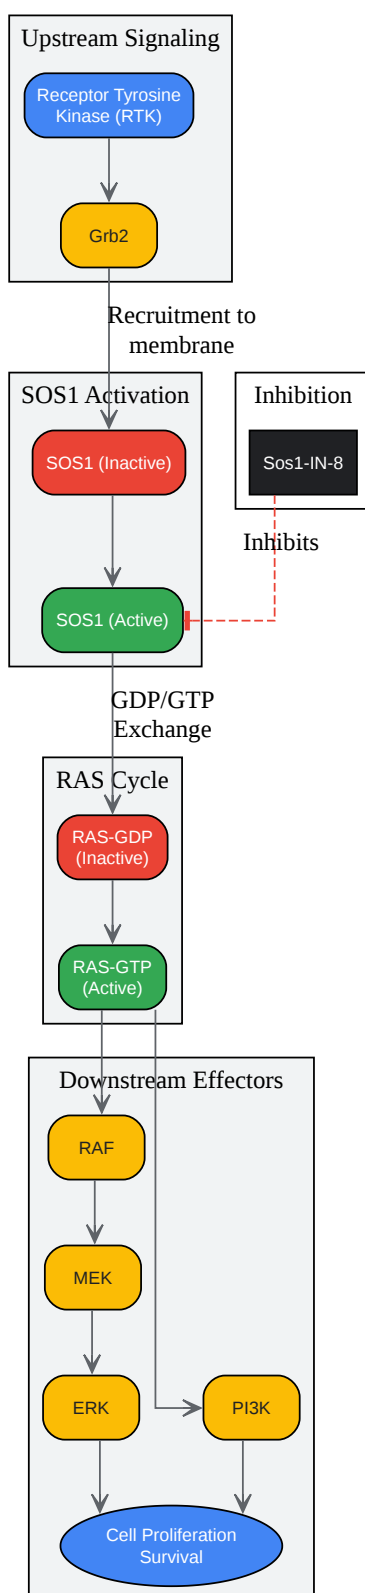 Upstream Signaling
Receptor Tyrosine
Kinase (RTK)
Grb2
Recruitment to
membrane
SOS1 Activation
Inhibition
SOS1 (Inactive)
Sos1-IN-8
Inhibits
SOS1 (Active)
GDP/GTP
Exchange
RAS Cycle
RAS-GDP
(Inactive)
RAS-GTP
(Active)
Downstream Effectors
RAF
MEK
ERK
PI3K
Cell Proliferation
Survival